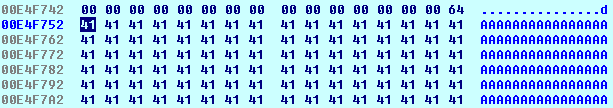 00E4F742 00 00 00 00 00 00 00 00 00 00 00 00 00 00 00 64 ...............d
00E4F752 41 41 41 41 41 41 41 41 41 41 41 41 41 41 41 41 AAAAAAAAAAAAAAAA
00E4F762 41 41 41 41 41 41 41 41 41 41 41 41 41 41 41 41 AAAAAAAAAAAAAAAA
00E4F772 41 41 41 41 41 41 41 41 41 41 41 41 41 41 41 41 AAAAAAAAAAAAAAAA
00E4F782 41 41 41 41 41 41 41 41 41 41 41 41 41 41 41 41 AAAAAAAAAAAAAAAA
00E4F792 41 41 41 41 41 41 41 41 41 41 41 41 41 41 41 41 AAAAAAAAAAAAAAAA
00E4F7A2 41 41 41 41 41 41 41 41 41 41 41 41 41 41 41 41 AAAAAAAAAAAAAAAA